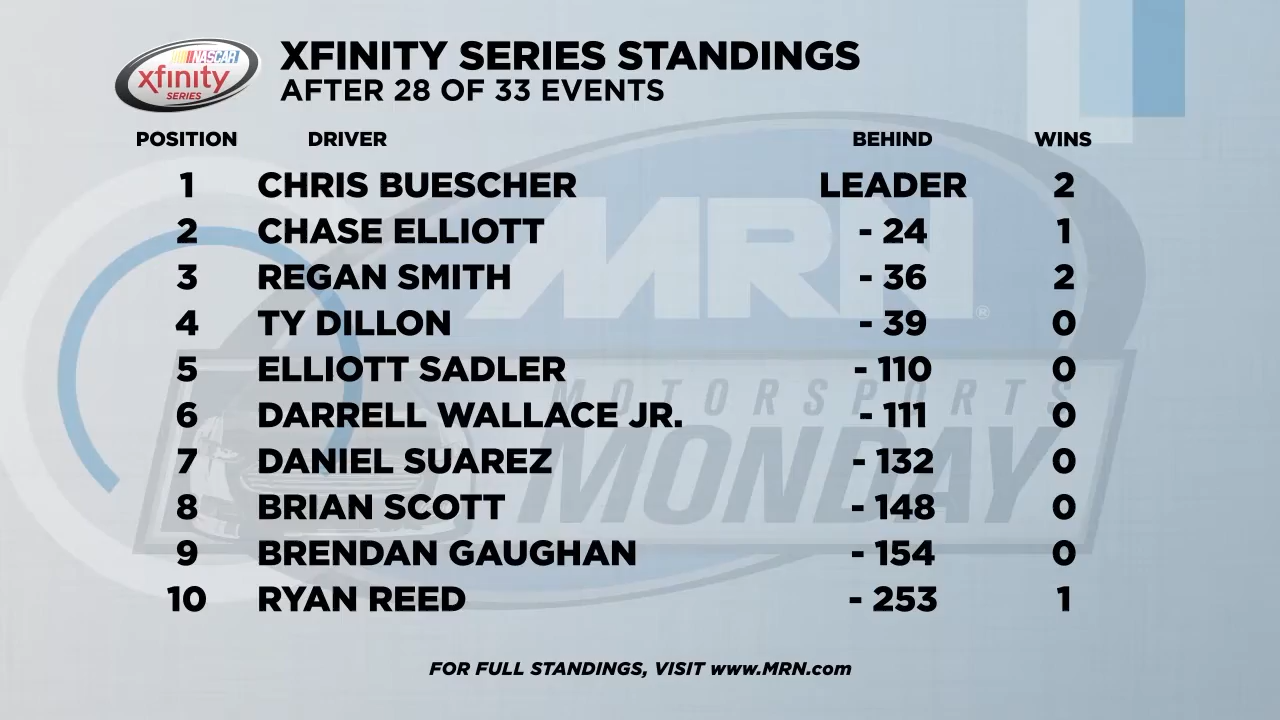 NASCAR
xfinity
SERIES
XFINITY SERIES STANDINGS
AFTER 28 OF 33 EVENTS
POSITION DRIVER BEHIND WINS
1 CHRIS BUESCHER LEADER 2
2 CHASE ELLIOTT - 24 1
3 REGAN SMITH - 36 2
4 TY DILLON - 39 0
5 ELLIOTT SADLER - 110 0
6 DARRELL WALLACE JR. - 111 0
7 DANIEL SUAREZ - 132 0
8 BRIAN SCOTT - 148 0
9 BRENDAN GAUGHAN - 154 0
10 RYAN REED - 253 1
MRN®
MOTORSPORTS
MONDAY
FOR FULL STANDINGS, VISIT www.MRN.com